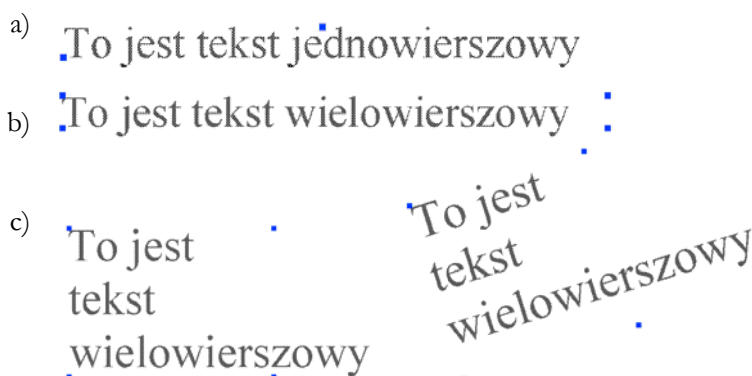 a) To jest tekst jednowierszowy
b) To jest tekst wielowierszowy
c) To jest
tekst
wielowierszowy
To jest
tekst
wielowierszowy